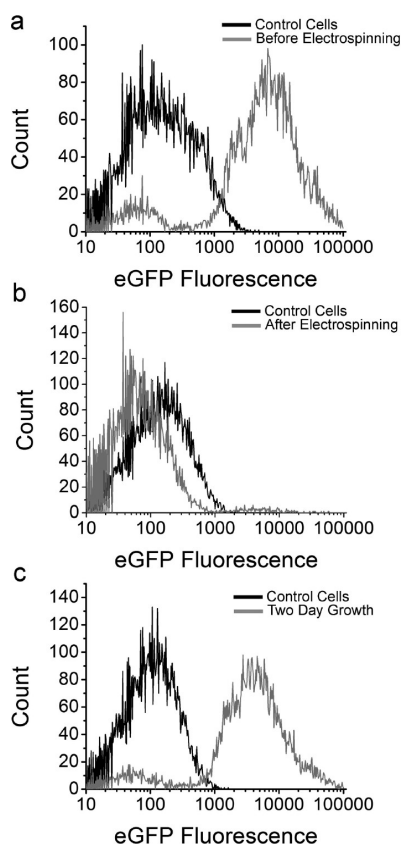 a
Control Cells
Before Electrospinning
100
80
60
40
20
0
Count
10 100 1000 10000 100000
eGFP Fluorescence
b
Control Cells
After Electrospinning
160
140
120
100
80
60
40
20
0
Count
10 100 1000 10000 100000
eGFP Fluorescence
c
Control Cells
Two Day Growth
140
120
100
80
60
40
20
0
Count
10 100 1000 10000 100000
eGFP Fluorescence